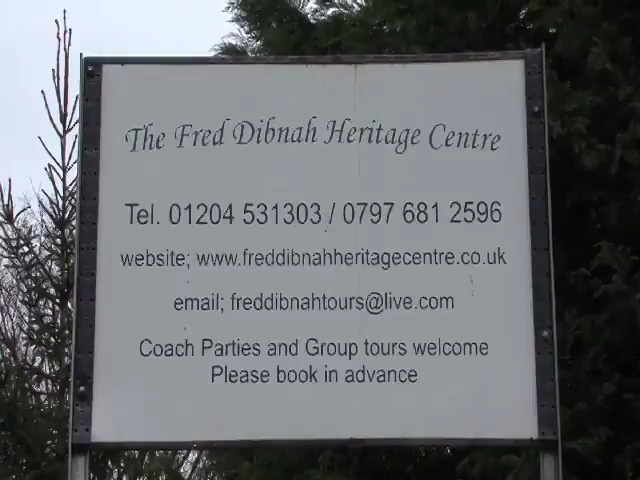 The Fred Dibnah Heritage Centre
Tel. 01204 531303 / 0797 681 2596
website; www.freddibnahheritagecentre.co.uk
email; freddibnahtours@live.com
Coach Parties and Group tours welcome
Please book in advance